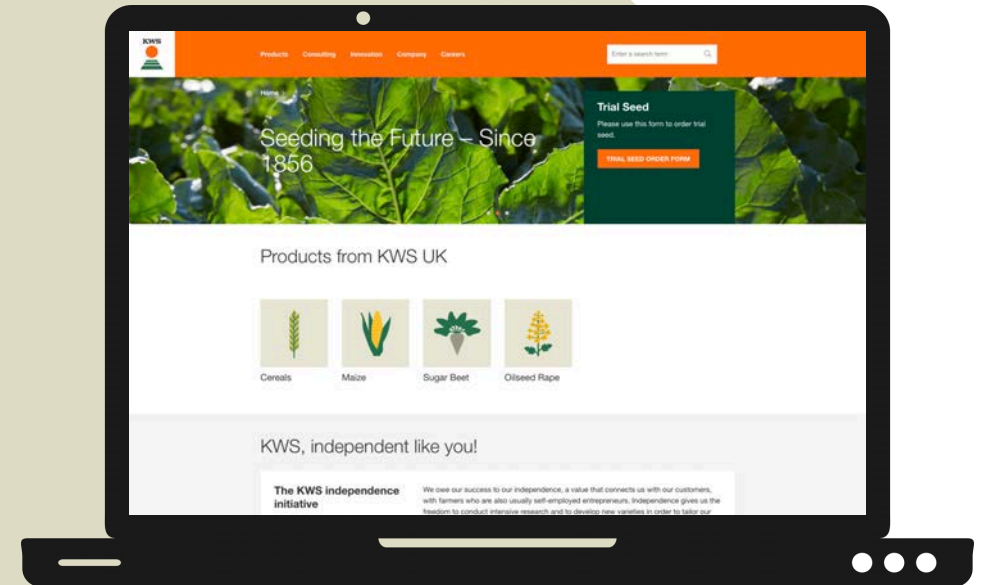 KWS
Products Consulting Innovation Company Careers
Enter a search term
Home >
Seeding the Future – Since
1856
Trial Seed
Please use this form to order trial
seed.
TRIAL SEED ORDER FORM
Products from KWS UK
Cereals Maize Sugar Beet Oilseed Rape
KWS, independent like you!
The KWS independence
initiative
We owe our success to our independence, a value that connects us with our customers,
with farmers who are also usually self-employed entrepreneurs. Independence gives us the
freedom to conduct intensive research and to develop new varieties in order to tailor our